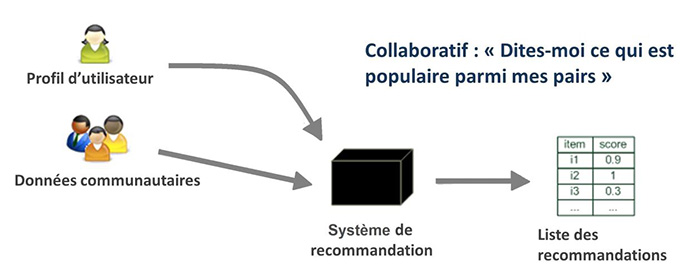 Collaboratif : « Dites-moi ce qui est
populaire parmi mes pairs »
Profil d’utilisateur
Données communautaires
Système de
recommandation
item score
i1 0.9
i2 1
i3 0.3
... ...
Liste des
recommandations